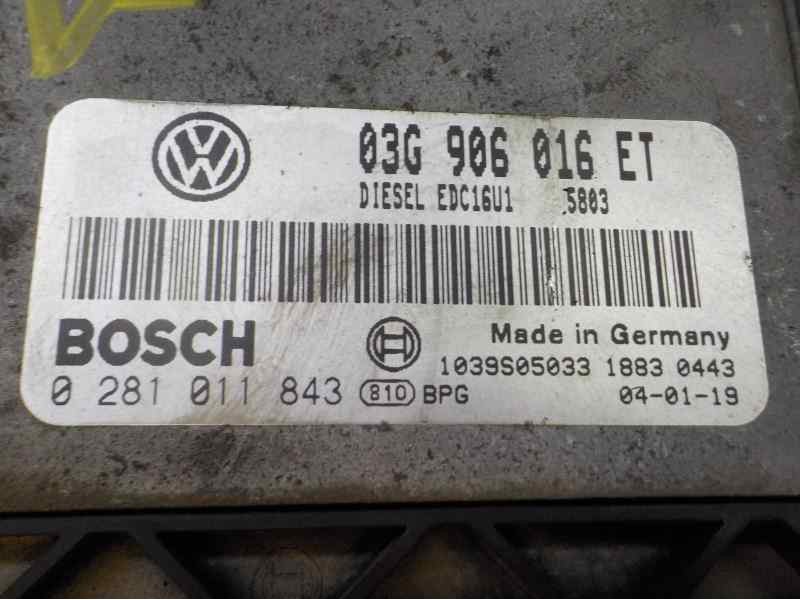 03G 906 016 ET
DIESEL EDC16U1 5803
BOSCH
Made in Germany
1039S05033 1883 0443
0 281 011 843 810 BPG
04-01-19